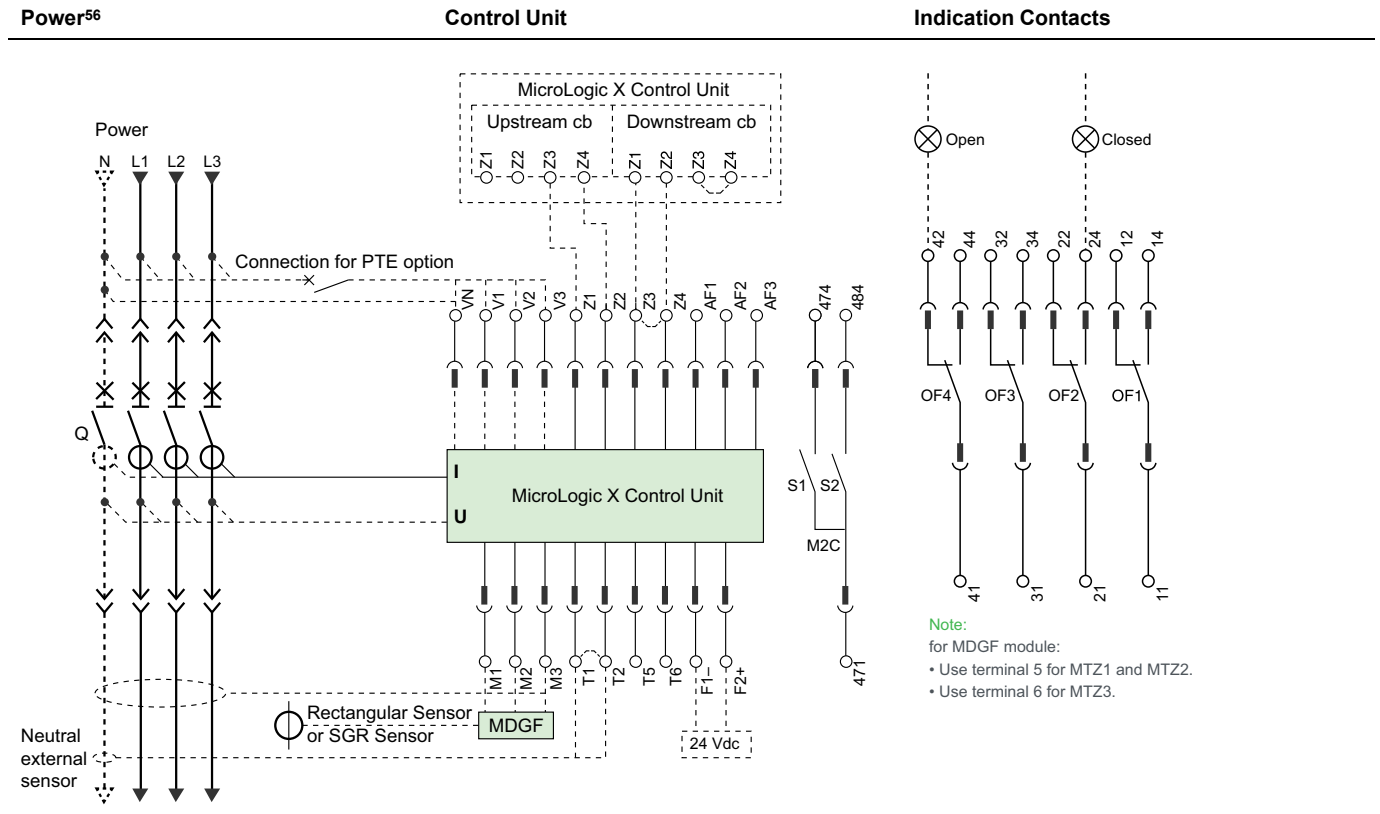 Power56
Control Unit
Indication Contacts
MicroLogic X Control Unit
Upstream cb
Downstream cb
Z1
Z2
Z3
Z4
Z1
Z2
Z3
Z4
Open
Closed
Power
N
L1
L2
L3
Connection for PTE option
VN
V1
V2
V3
Z1
Z2
Z3
Z4
AF1
AF2
AF3
474
484
42
44
32
34
22
24
12
14
Q
I
U
MicroLogic X Control Unit
S1
S2
M2C
OF4
OF3
OF2
OF1
M1
M2
M3
T1
T2
T5
T6
F1–
F2+
471
41
31
21
11
Rectangular Sensor
or SGR Sensor
MDGF
24 Vdc
Neutral
external
sensor
Note:
for MDGF module:
• Use terminal 5 for MTZ1 and MTZ2.
• Use terminal 6 for MTZ3.